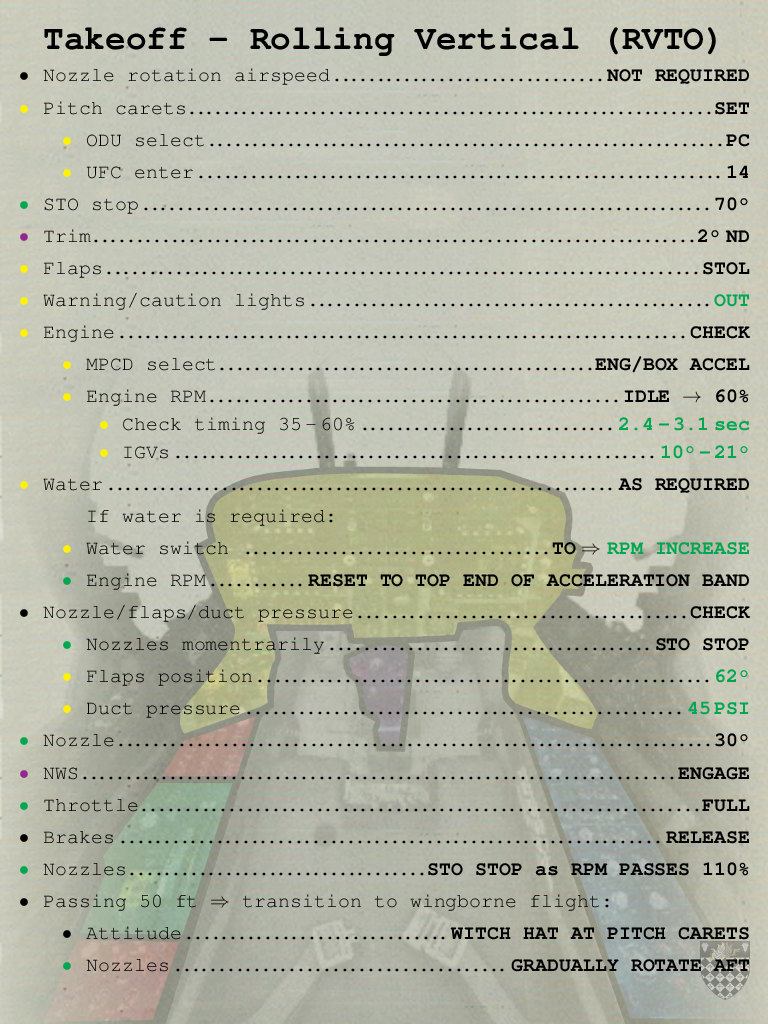 Takeoff – Rolling Vertical (RVTO)
• Nozzle rotation airspeed..............................NOT REQUIRED
• Pitch carets..............................SET
• ODU select..............................PC
• UFC enter..............................14
• STO stop..............................70°
• Trim..............................2° ND
• Flaps..............................STOL
• Warning/caution lights..............................OUT
• Engine..............................CHECK
• MPCD select..............................ENG/BOX ACCEL
• Engine RPM..............................IDLE → 60%
• Check timing 35–60%..............................2.4–3.1 sec
• IGVs..............................10°–21°
• Water..............................AS REQUIRED
If water is required:
• Water switch ..............................TO ⇒ RPM INCREASE
• Engine RPM...........RESET TO TOP END OF ACCELERATION BAND
• Nozzle/flaps/duct pressure..............................CHECK
• Nozzles momentrarily..............................STO STOP
• Flaps position..............................62°
• Duct pressure..............................45 PSI
• Nozzle..............................30°
• NWS..............................ENGAGE
• Throttle..............................FULL
• Brakes..............................RELEASE
• Nozzles..............................STO STOP as RPM PASSES 110%
• Passing 50 ft ⇒ transition to wingborne flight:
• Attitude..............................WITCH HAT AT PITCH CARETS
• Nozzles..............................GRADUALLY ROTATE AFT